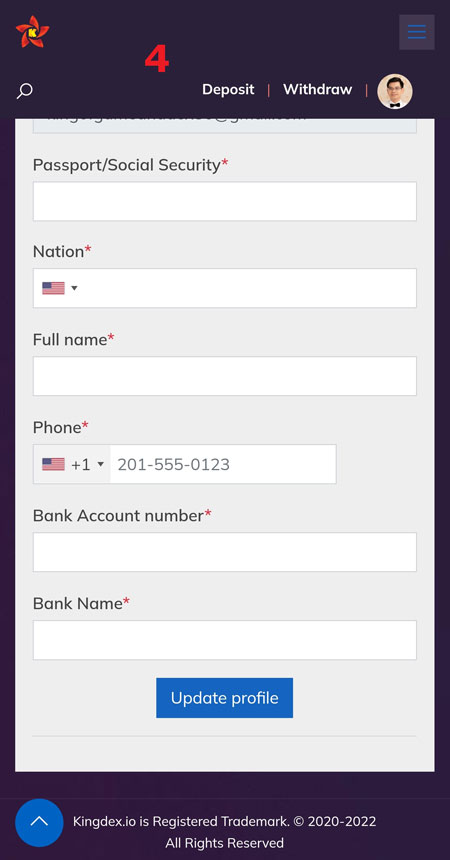 4
Deposit | Withdraw |
Passport/Social Security*
Nation*
Full name*
Phone*
+1 201-555-0123
Bank Account number*
Bank Name*
Update profile
Kingdex.io is Registered Trademark. © 2020-2022
All Rights Reserved